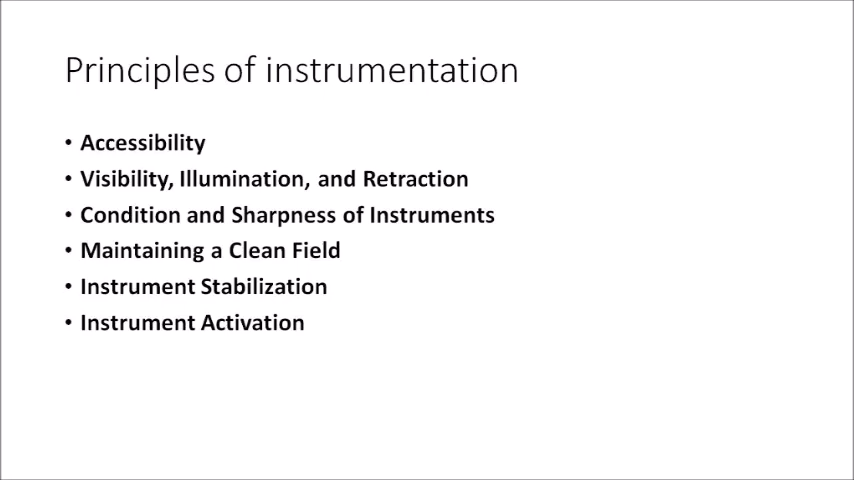 Principles of instrumentation
• Accessibility
• Visibility, Illumination, and Retraction
• Condition and Sharpness of Instruments
• Maintaining a Clean Field
• Instrument Stabilization
• Instrument Activation